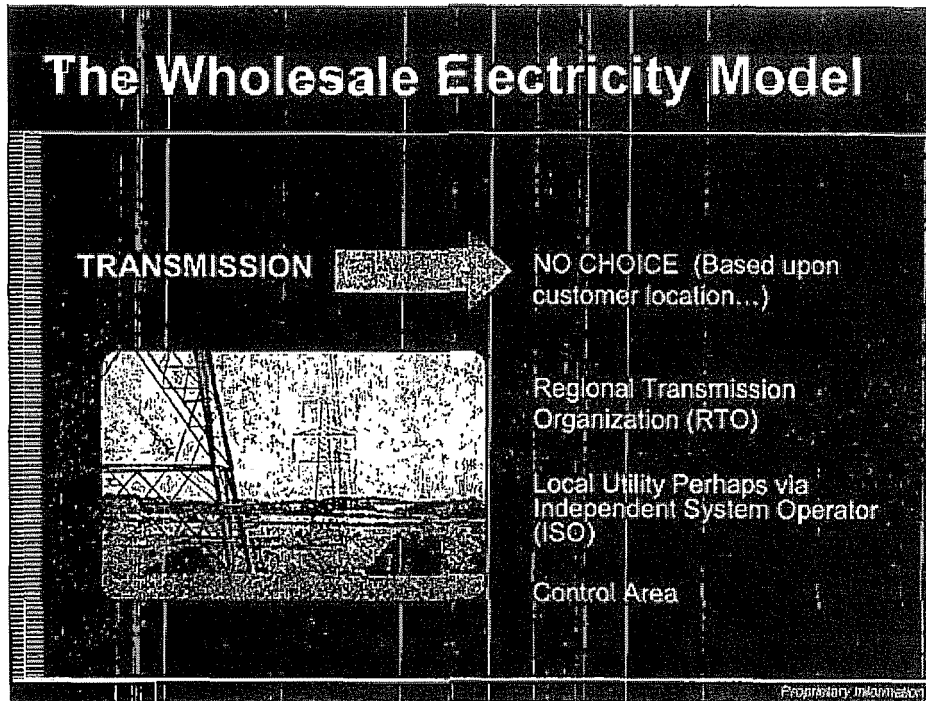 The Wholesale Electricity Model
TRANSMISSION
NO CHOICE (Based upon
customer location...)
Regional Transmission
Organization (RTO)
Local Utility Perhaps via
Independent System Operator
(ISO)
Control Area
Proprietary Information